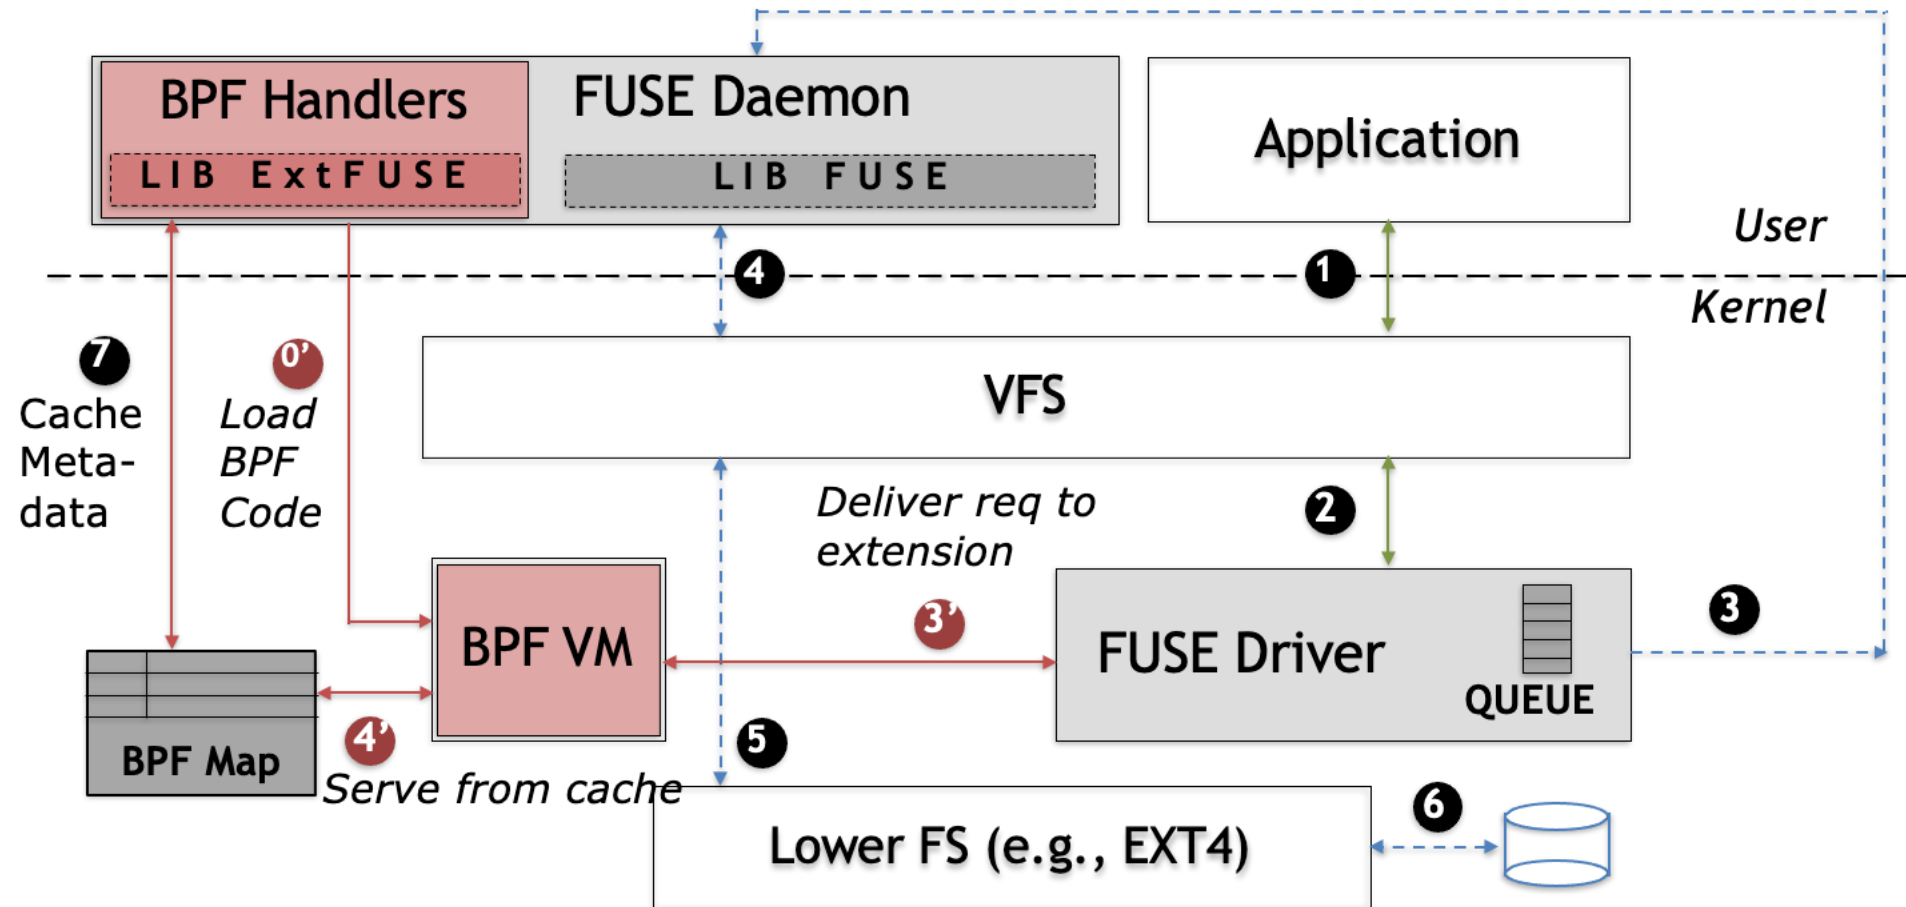 BPF Handlers
LIB ExtFUSE
FUSE Daemon
LIB FUSE
Application
User
Kernel
4
1
7
Cache
Meta-
data
0’
Load
BPF
Code
VFS
Deliver req to
extension
2
3’
3
BPF VM
FUSE Driver
QUEUE
BPF Map
4’
Serve from cache
5
Lower FS (e.g., EXT4)
6